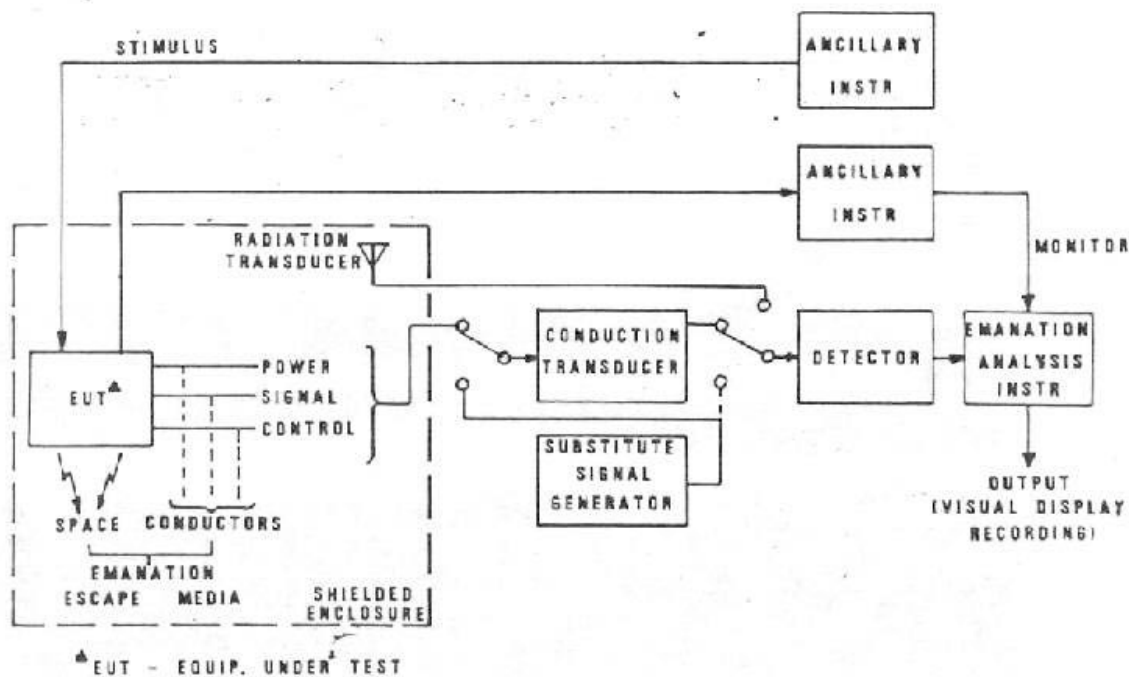 STIMULUS
ANCILLARY
INSTR
ANCILLARY
INSTR
MONITOR
RADIATION
TRANSDUCER
EUT▲
POWER
SIGNAL
CONTROL
CONDUCTION
TRANSDUCER
DETECTOR
EMANATION
ANALYSIS
INSTR
SUBSTITUTE
SIGNAL
GENERATOR
OUTPUT
(VISUAL DISPLAY
RECORDING)
SPACE CONDUCTORS
EMANATION
ESCAPE MEDIA
SHIELDED
ENCLOSURE
▲EUT - EQUIP. UNDER TEST